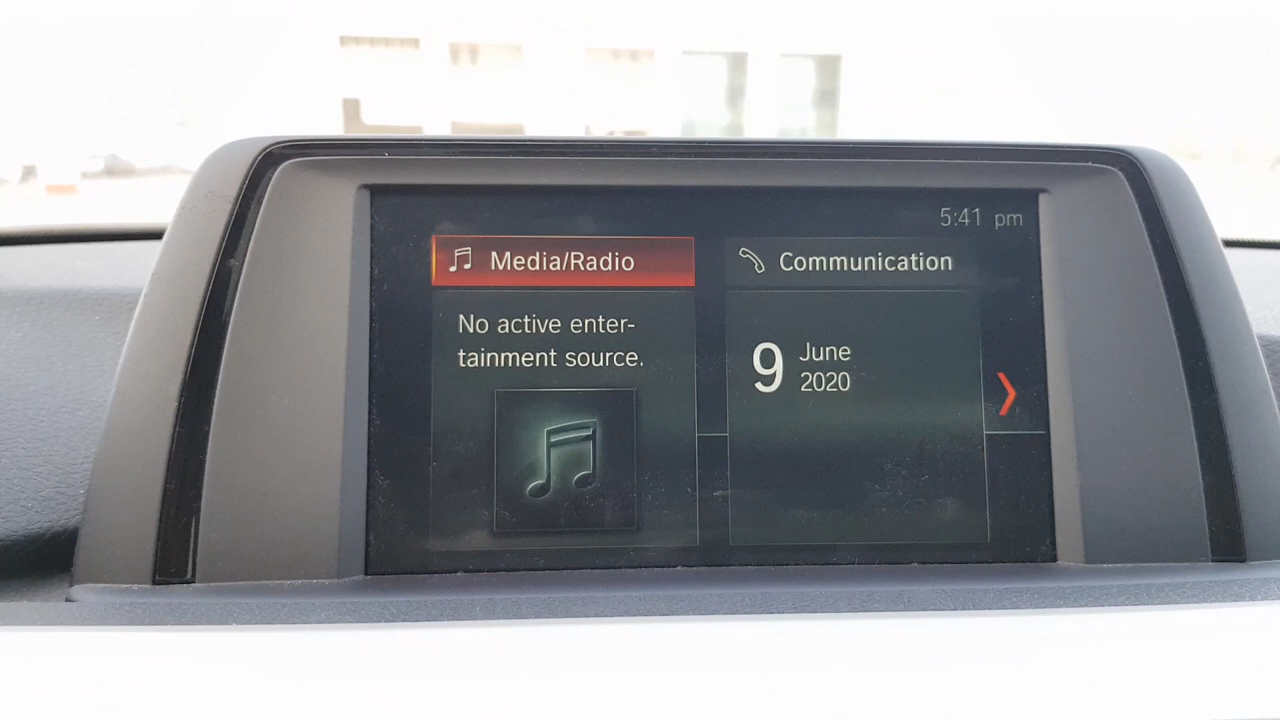 5:41 pm
Media/Radio
No active enter-
tainment source.
Communication
9
June
2020